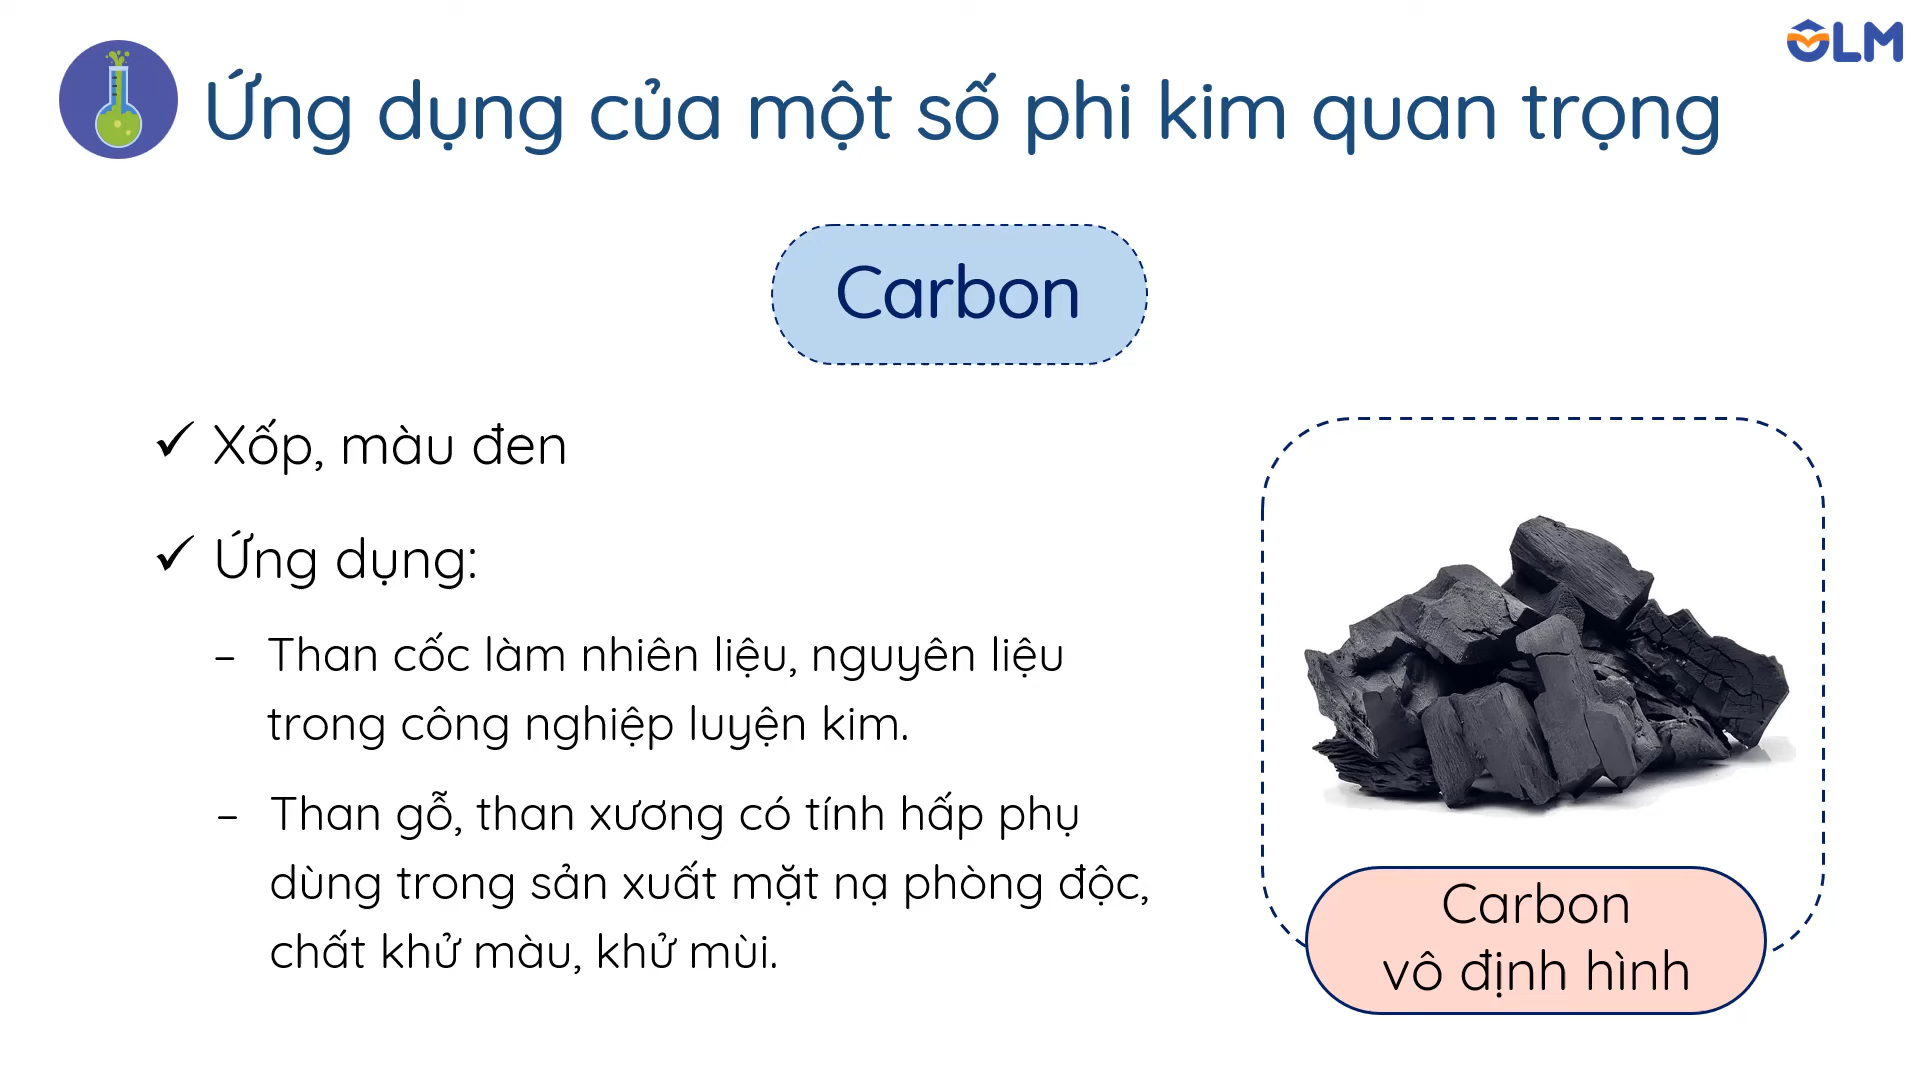 OLM
Ứng dụng của một số phi kim quan trọng
Carbon
✓ Xốp, màu đen
✓ Ứng dụng:
– Than cốc làm nhiên liệu, nguyên liệu
trong công nghiệp luyện kim.
– Than gỗ, than xương có tính hấp phụ
dùng trong sản xuất mặt nạ phòng độc,
chất khử màu, khử mùi.
Carbon
vô định hình